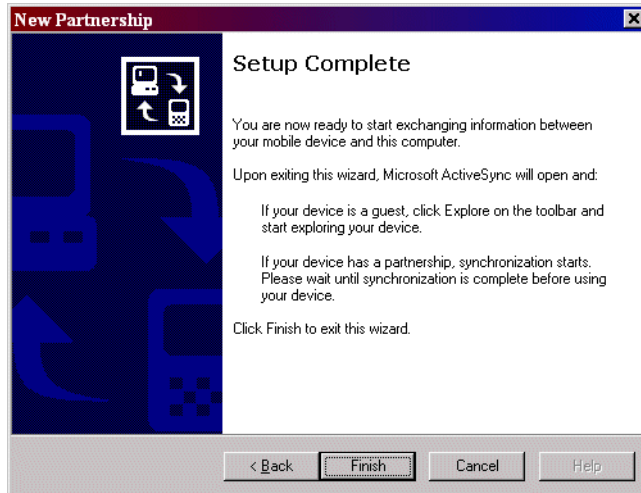 New Partnership
Setup Complete
You are now ready to start exchanging information between
your mobile device and this computer.
Upon exiting this wizard, Microsoft ActiveSync will open and:
If your device is a guest, click Explore on the toolbar and
start exploring your device.
If your device has a partnership, synchronization starts.
Please wait until synchronization is complete before using
your device.
Click Finish to exit this wizard.
< Back Finish Cancel Help